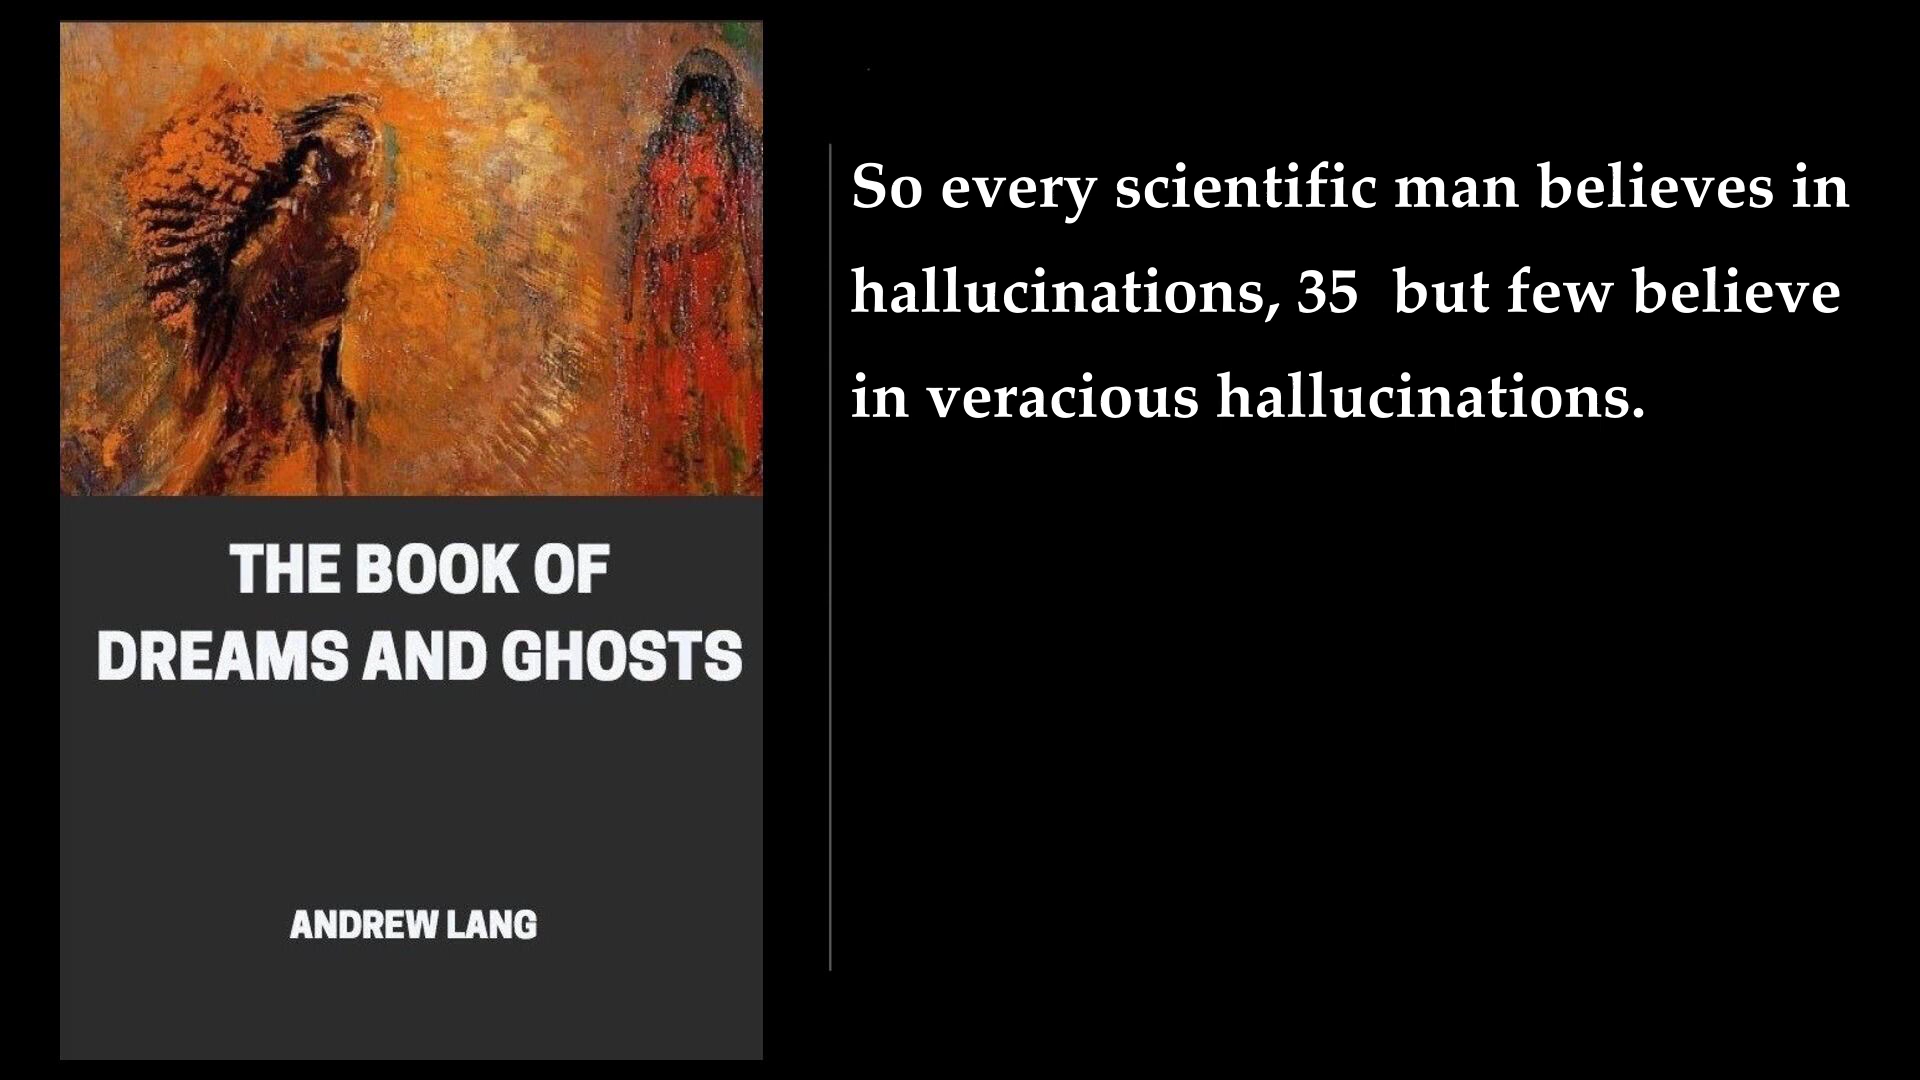 THE BOOK OF
DREAMS AND GHOSTS
ANDREW LANG
So every scientific man believes in
hallucinations, 35  but few believe
in veracious hallucinations.